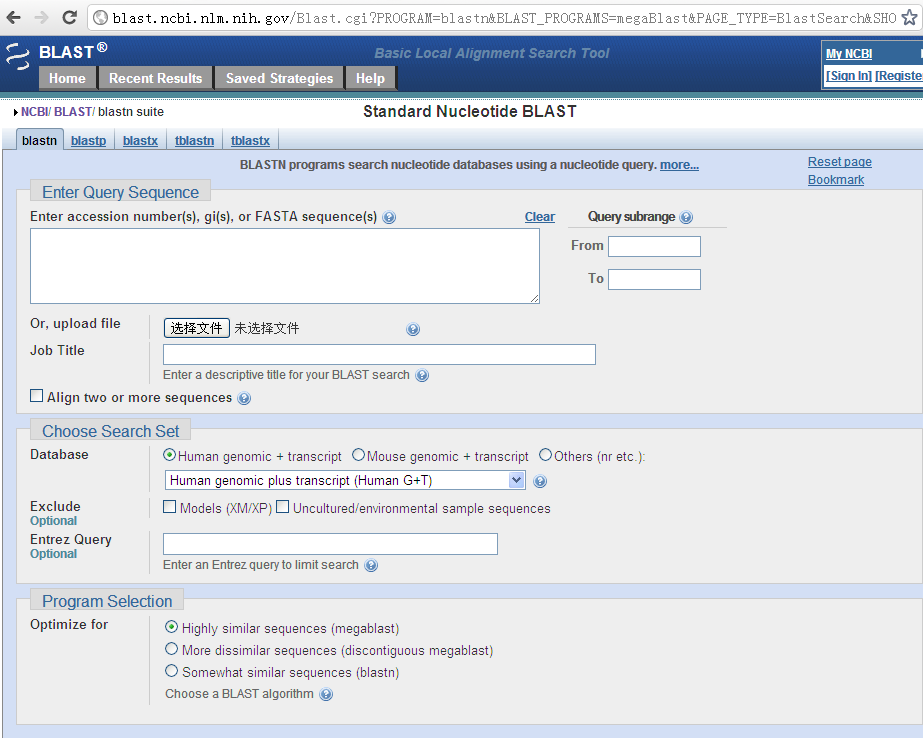 blast.ncbi.nlm.nih.gov/Blast.cgi?PROGRAM=blastn&BLAST_PROGRAMS=megaBlast&PAGE_TYPE=BlastSearch&SHO
BLAST®
Basic Local Alignment Search Tool
My NCBI
Home
Recent Results
Saved Strategies
Help
[Sign In] [Registe
NCBI/ BLAST/ blastn suite
Standard Nucleotide BLAST
blastn
blastp
blastx
tblastn
tblastx
BLASTN programs search nucleotide databases using a nucleotide query. more...
Reset page
Bookmark
Enter Query Sequence
Enter accession number(s), gi(s), or FASTA sequence(s)
Clear
Query subrange
From
To
Or, upload file
选择文件 未选择文件
Job Title
Enter a descriptive title for your BLAST search
Align two or more sequences
Choose Search Set
Database
Human genomic + transcript Mouse genomic + transcript Others (nr etc.):
Human genomic plus transcript (Human G+T)
Exclude
Optional
Models (XM/XP) Uncultured/environmental sample sequences
Entrez Query
Optional
Enter an Entrez query to limit search
Program Selection
Optimize for
Highly similar sequences (megablast)
More dissimilar sequences (discontiguous megablast)
Somewhat similar sequences (blastn)
Choose a BLAST algorithm